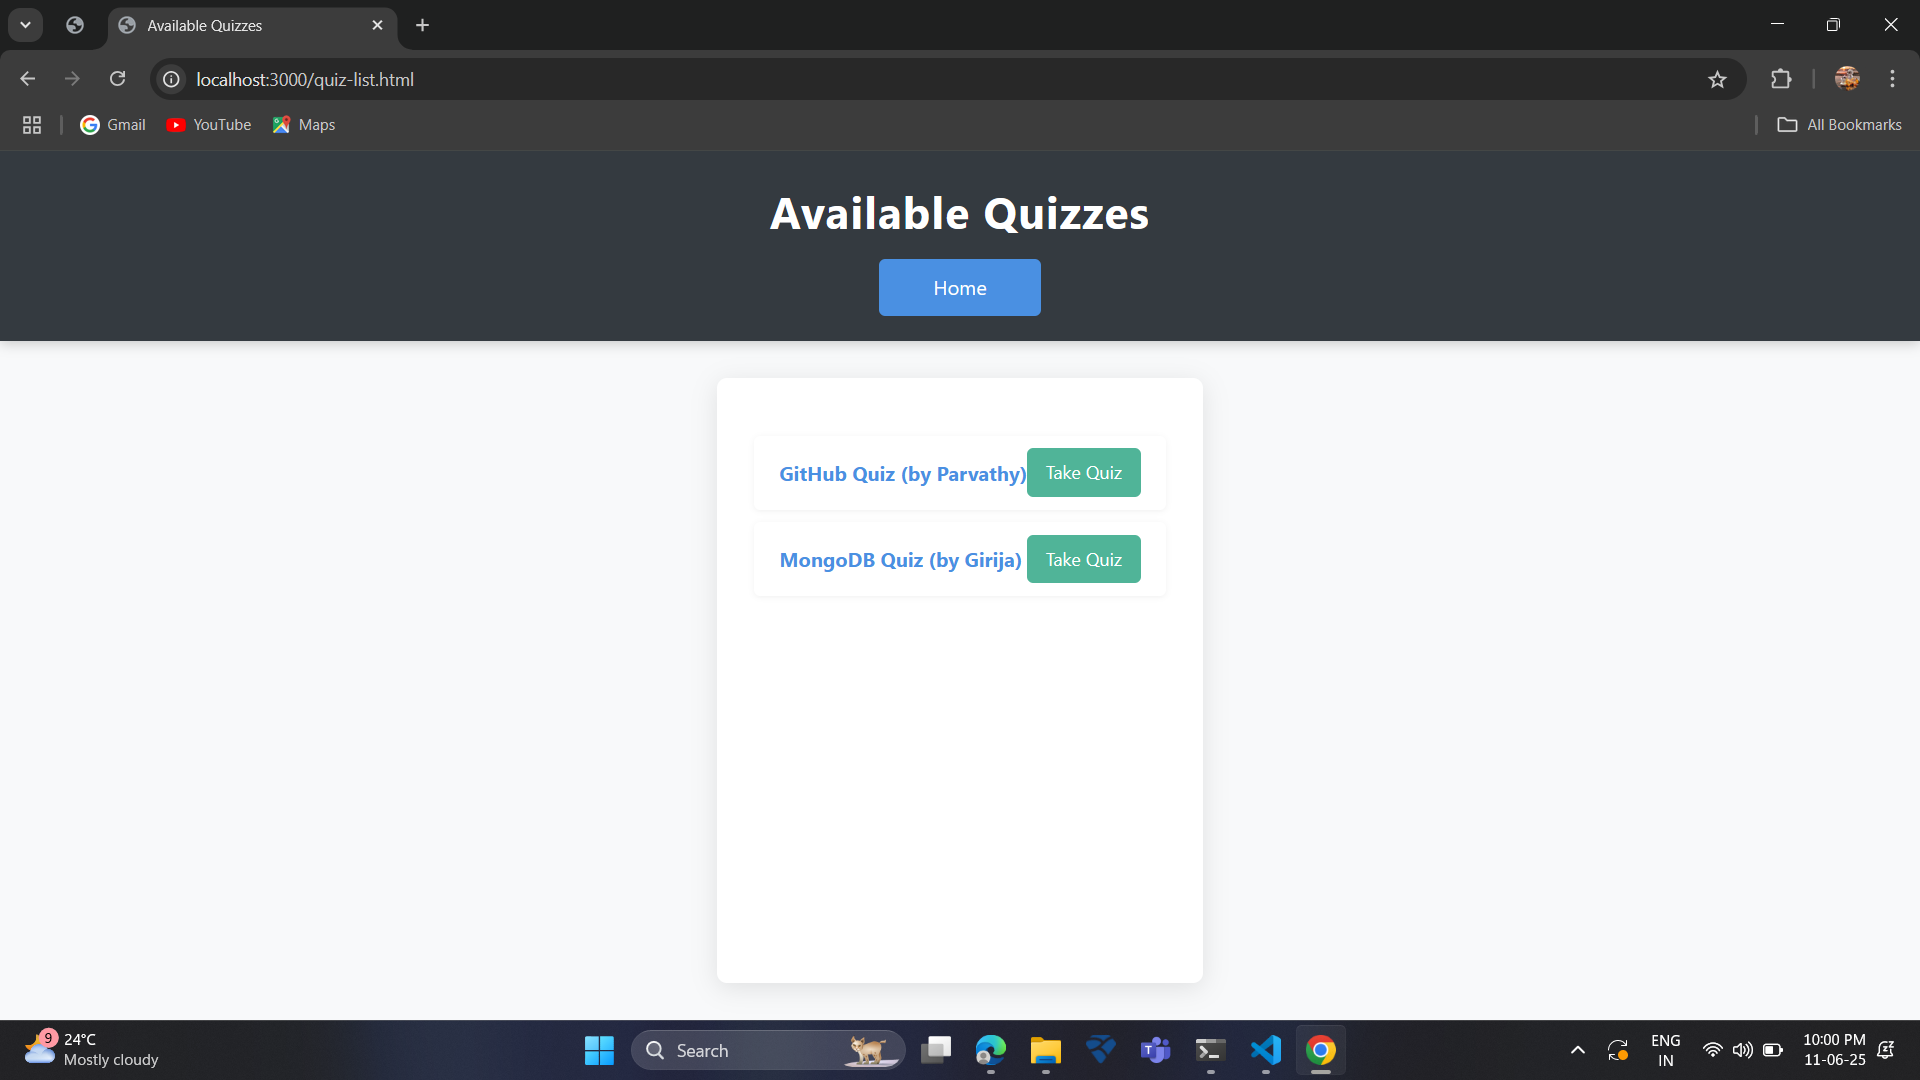 Available Quizzes
localhost:3000/quiz-list.html
Gmail
YouTube
Maps
All Bookmarks
Available Quizzes
Home
GitHub Quiz (by Parvathy)
Take Quiz
MongoDB Quiz (by Girija)
Take Quiz
9
24°C
Mostly cloudy
Search
T
ENG
IN
10:00 PM
11-06-25